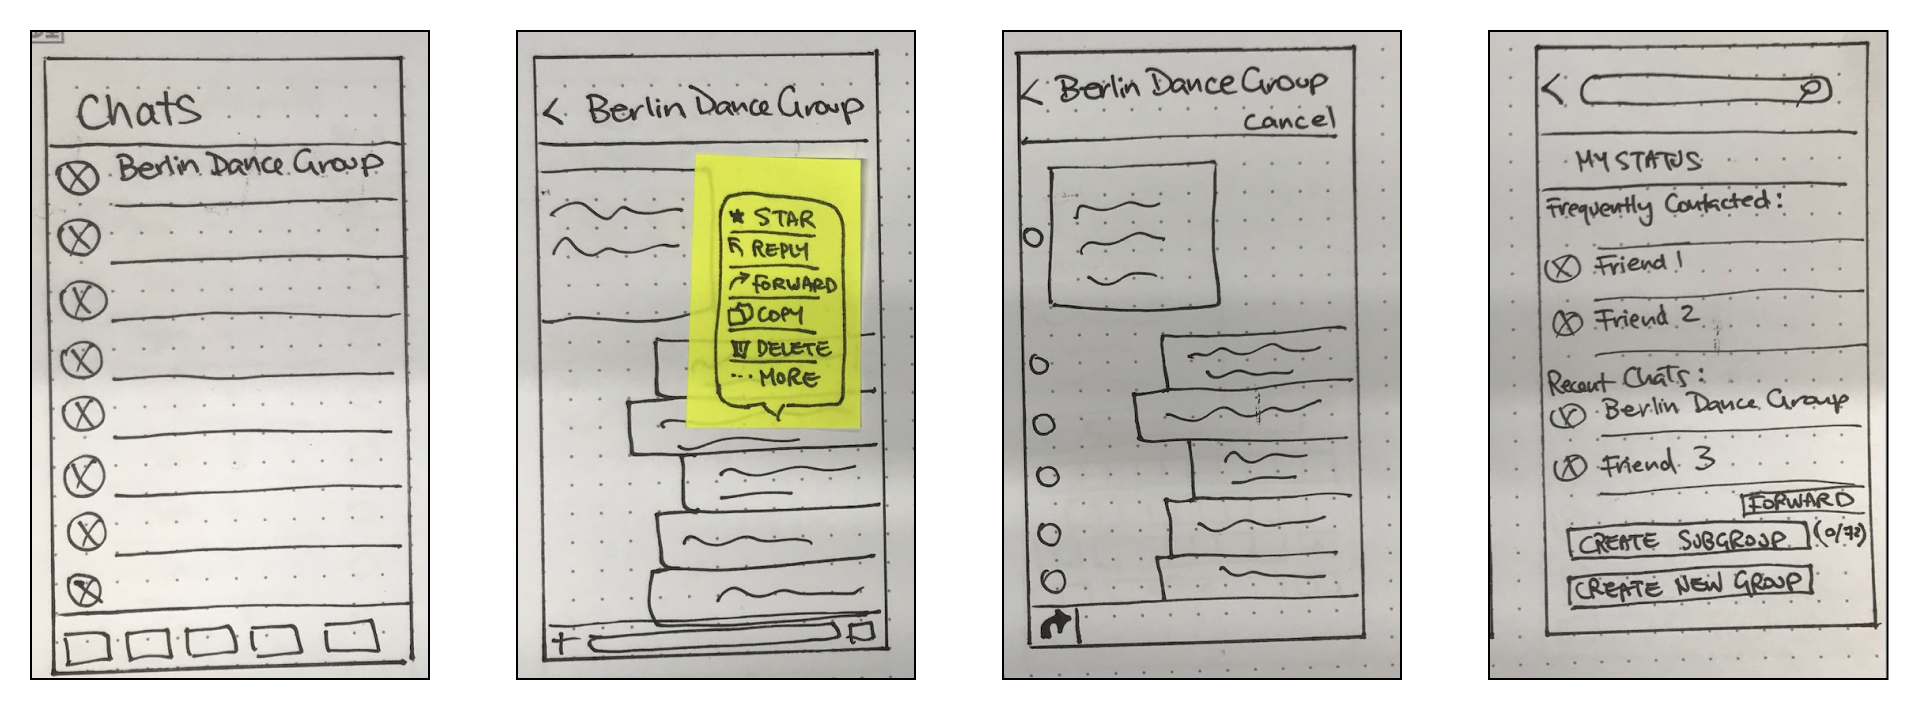 Chats
Berlin Dance Group
< Berlin Dance Group
★ STAR
REPLY
FORWARD
COPY
DELETE
... MORE
< Berlin Dance Group
cancel
<
MY STATUS
Frequently Contacted:
Friend 1
Friend 2
Recent Chats:
Berlin Dance Group
Friend 3
FORWARD
CREATE SUBGROUP (0/72)
CREATE NEW GROUP